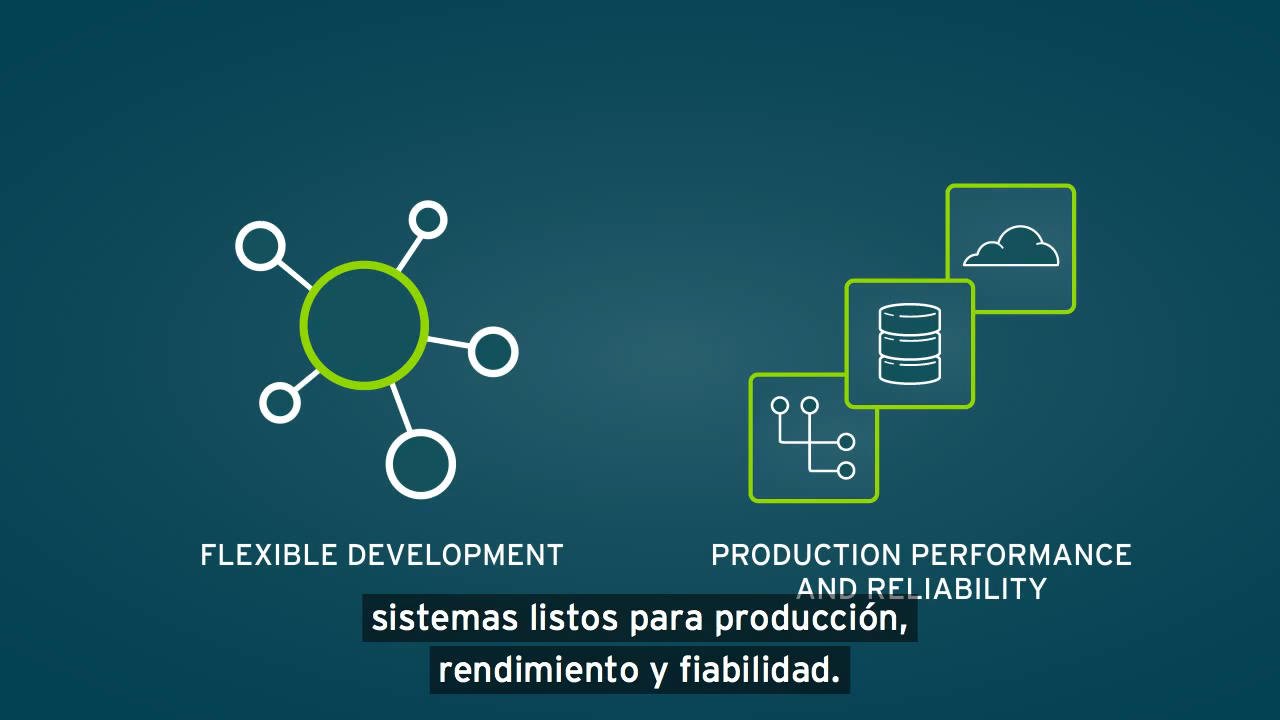 FLEXIBLE DEVELOPMENT
PRODUCTION PERFORMANCE
AND RELIABILITY
sistemas listos para producción,
rendimiento y fiabilidad.